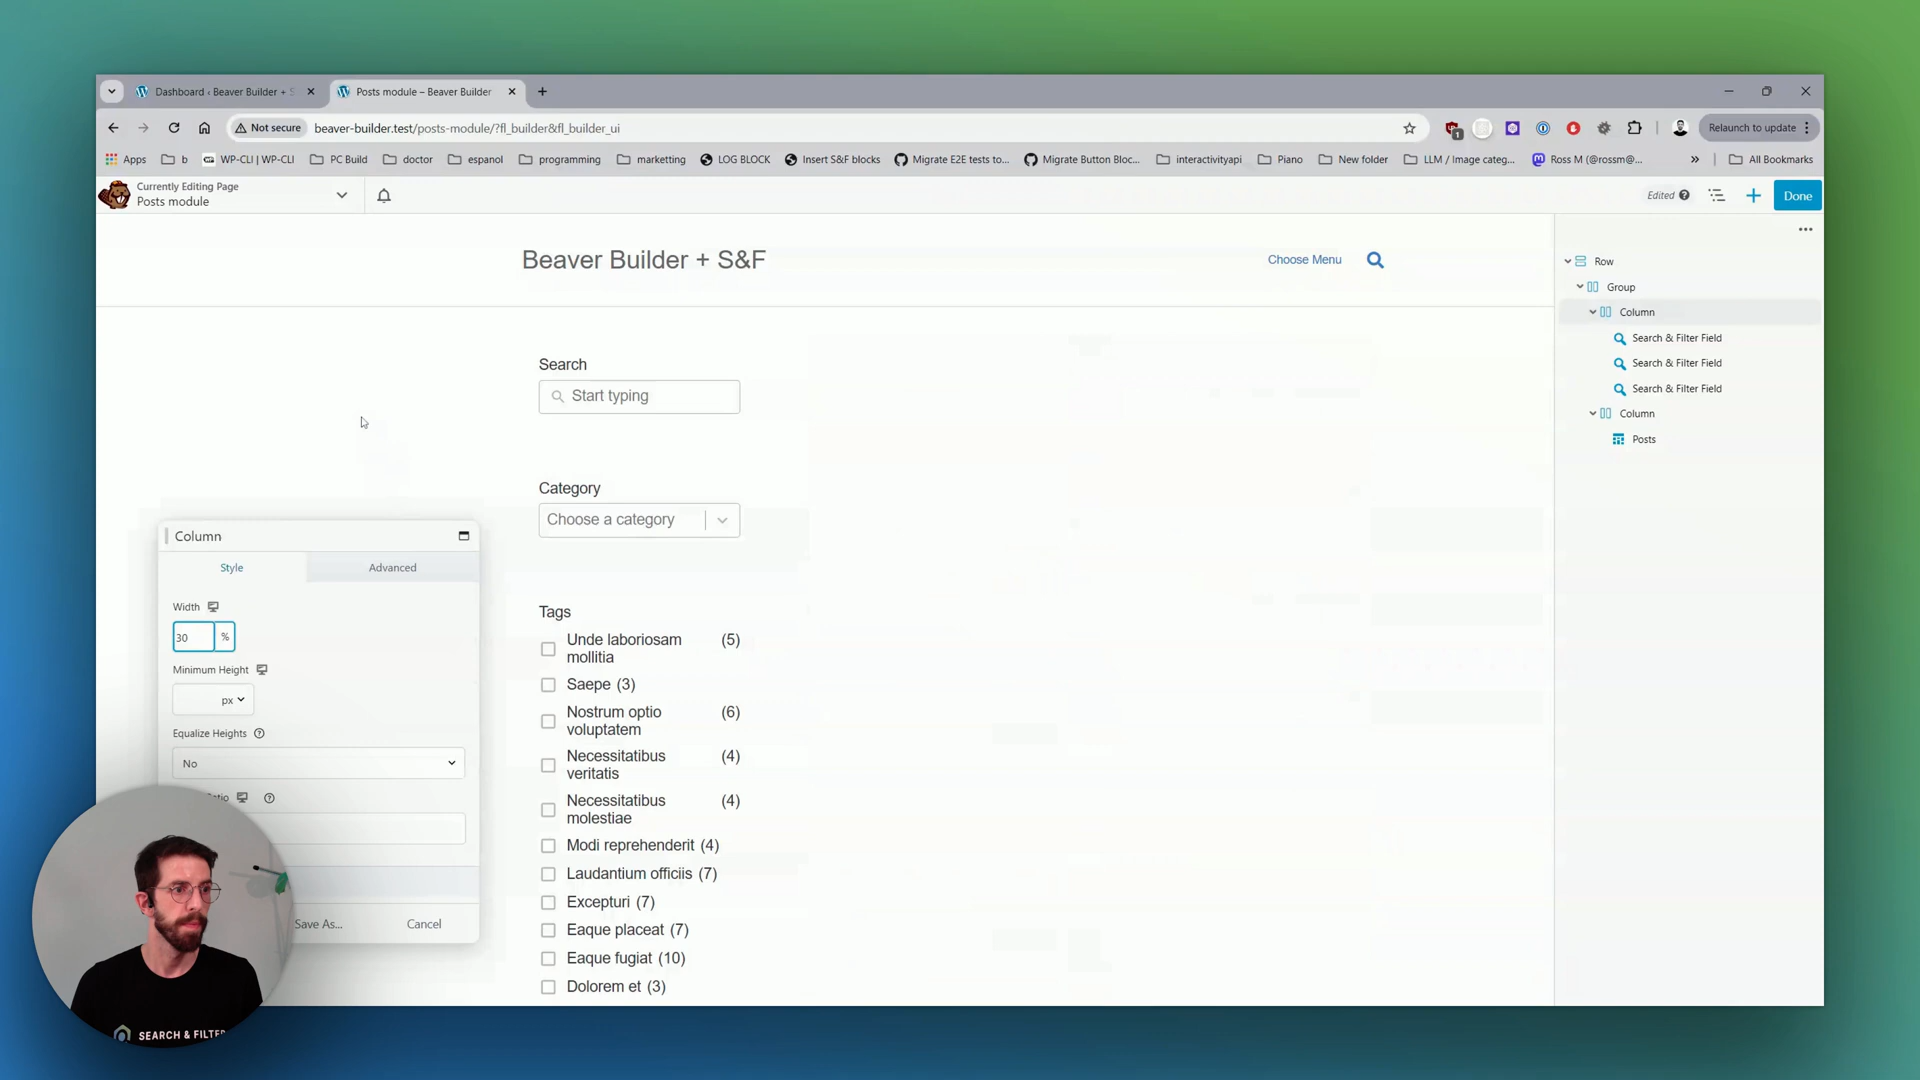 Dashboard ‹ Beaver Builder + S
Posts module – Beaver Builder
Not secure
beaver-builder.test/posts-module/?fl_builder&fl_builder_ui
Relaunch to update
Apps
b
WP-CLI | WP-CLI
PC Build
doctor
espanol
programming
marketting
LOG BLOCK
Insert S&F blocks
Migrate E2E tests to...
Migrate Button Bloc...
interactivityapi
Piano
New folder
LLM / Image categ...
Ross M (@rossm@...
»
All Bookmarks
Currently Editing Page
Posts module
Edited
Done
Beaver Builder + S&F
Choose Menu
Row
Group
Column
Search & Filter Field
Search & Filter Field
Search & Filter Field
Column
Posts
Search
Start typing
Category
Choose a category
Tags
Unde laboriosam mollitia (5)
Saepe (3)
Nostrum optio voluptatem (6)
Necessitatibus veritatis (4)
Necessitatibus molestiae (4)
Modi reprehenderit (4)
Laudantium officiis (7)
Excepturi (7)
Eaque placeat (7)
Eaque fugiat (10)
Dolorem et (3)
Column
Style
Advanced
Width
30
%
Minimum Height
px
Equalize Heights
No
Save As...
Cancel
SEARCH & FILTER